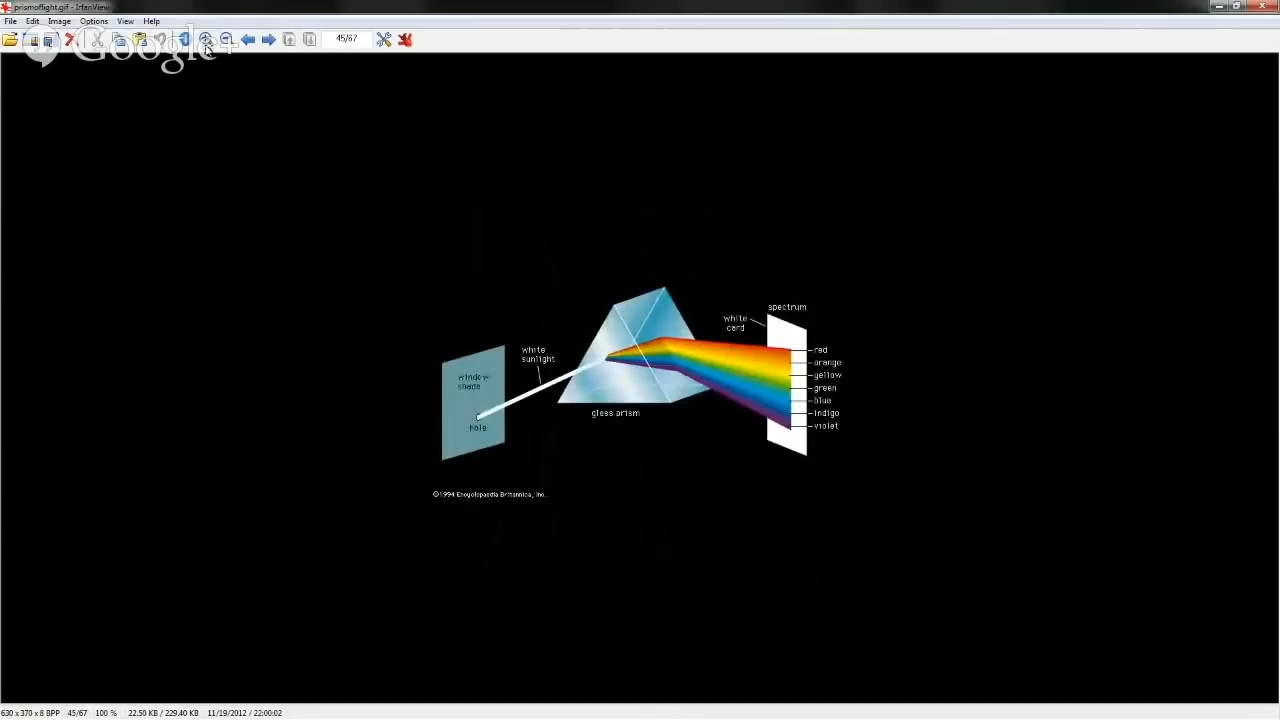 prismoflight.gif - IrfanView
File Edit Image Options View Help
Google+
45/67
spectrum
white
card
white
sunlight
red
orange
yellow
green
blue
indigo
violet
window
shade
hole
glass prism
©1994 Encyclopaedia Britannica, Inc.
630 x 370 x 8 BPP 45/67 100 % 22.50 KB / 229.40 KB 11/19/2012 / 22:00:02